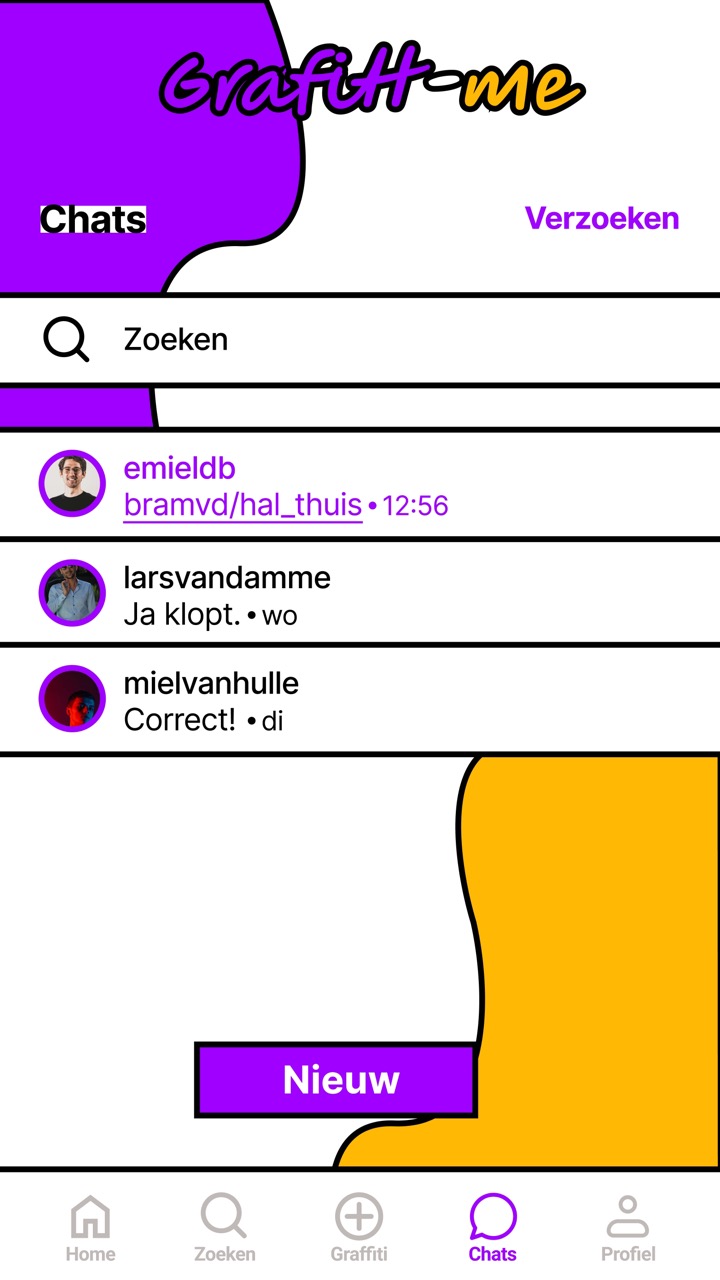 Grafitt-me
Chats
Verzoeken
Zoeken
emieldb
bramvd/hal_thuis • 12:56
larsvandamme
Ja klopt. • wo
mielvanhulle
Correct! • di
Nieuw
Home
Zoeken
Graffiti
Chats
Profiel